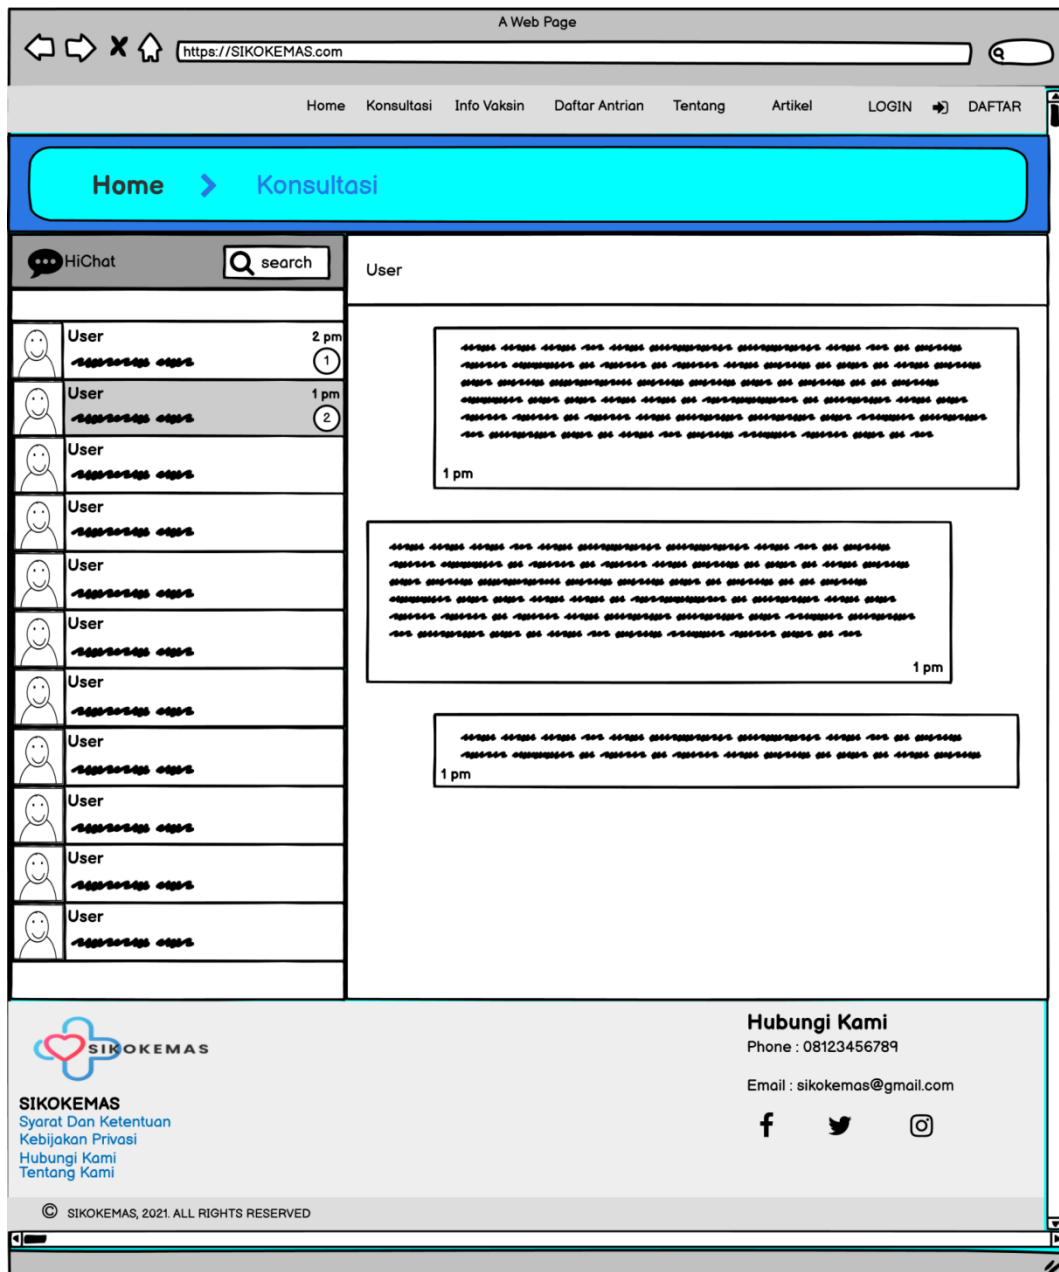 A Web Page
https://SIKOKEMAS.com
Home Konsultasi Info Vaksin Daftar Antrian Tentang Artikel LOGIN DAFTAR
Home Konsultasi
HiChat search
User
User 2 pm
1
User 1 pm
2
User
User
User
User
User
User
User
User
User
1 pm
1 pm
1 pm
SIKOKEMAS
SIKOKEMAS
Syarat Dan Ketentuan
Kebijakan Privasi
Hubungi Kami
Tentang Kami
Hubungi Kami
Phone : 08123456789
Email : sikokemas@gmail.com
© SIKOKEMAS, 2021. ALL RIGHTS RESERVED